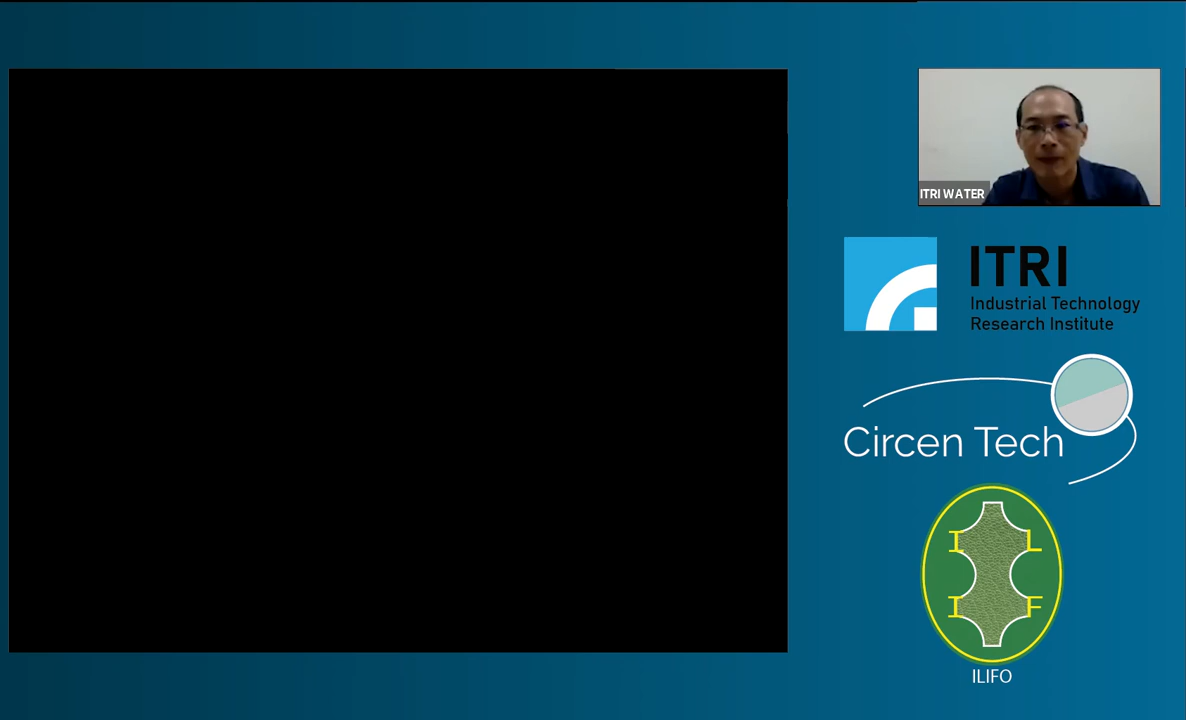 ITRI WATER
ITRI
Industrial Technology
Research Institute
Circen Tech
I L
I F
ILIFO